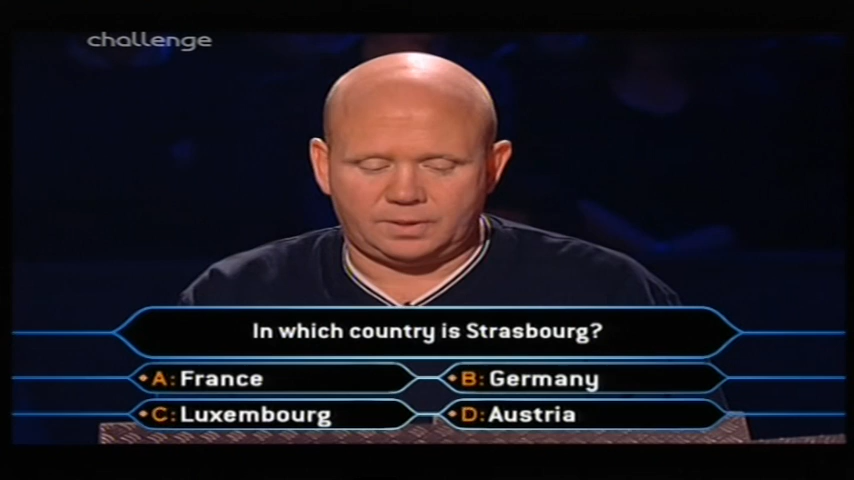 challenge
In which country is Strasbourg?
A: France
B: Germany
C: Luxembourg
D: Austria